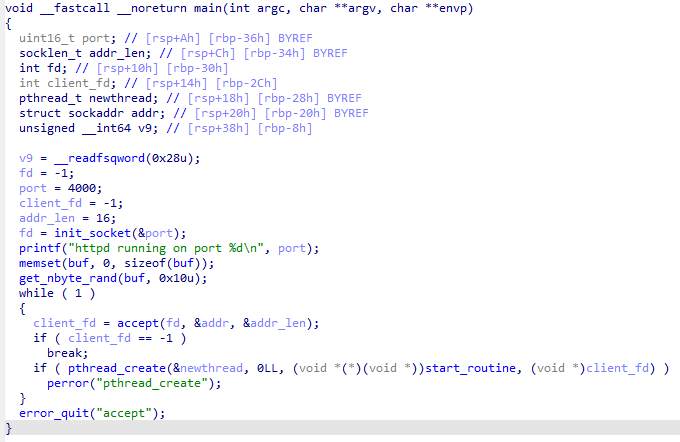 void __fastcall __noreturn main(int argc, char **argv, char **envp)
{
uint16_t port; // [rsp+Ah] [rbp-36h] BYREF
socklen_t addr_len; // [rsp+Ch] [rbp-34h] BYREF
int fd; // [rsp+10h] [rbp-30h]
int client_fd; // [rsp+14h] [rbp-2Ch]
pthread_t newthread; // [rsp+18h] [rbp-28h] BYREF
struct sockaddr addr; // [rsp+20h] [rbp-20h] BYREF
unsigned __int64 v9; // [rsp+38h] [rbp-8h]
v9 = __readfsqword(0x28u);
fd = -1;
port = 4000;
client_fd = -1;
addr_len = 16;
fd = init_socket(&port);
printf("httpd running on port %d\n", port);
memset(buf, 0, sizeof(buf));
get_nbyte_rand(buf, 0x10u);
while ( 1 )
{
client_fd = accept(fd, &addr, &addr_len);
if ( client_fd == -1 )
break;
if ( pthread_create(&newthread, 0LL, (void *(*)(void *))start_routine, (void *)client_fd) )
perror("pthread_create");
}
error_quit("accept");
}